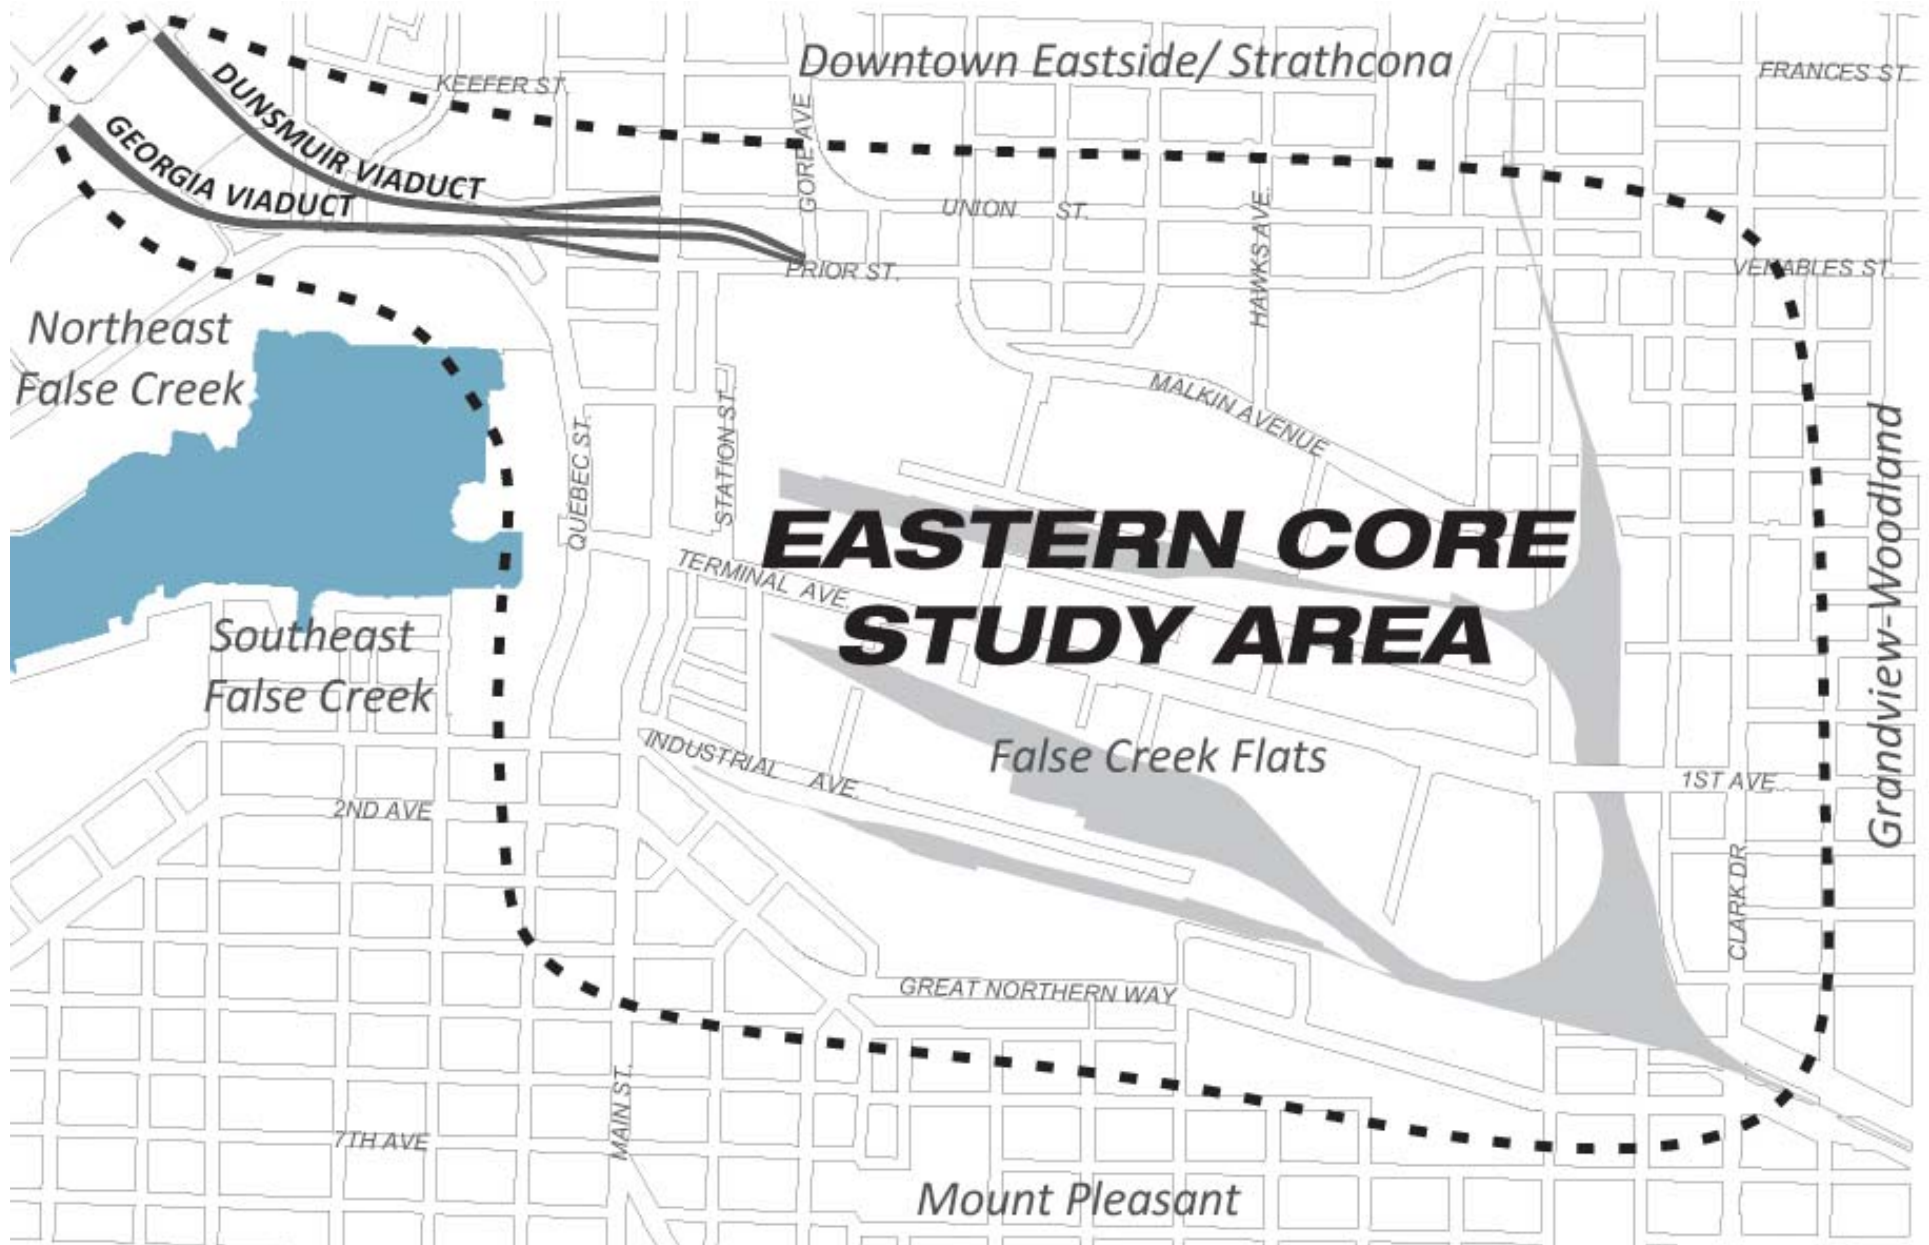 Downtown Eastside/ Strathcona
FRANCES ST.
KEEFER ST.
DUNSMUIR VIADUCT
GEORGIA VIADUCT
GORE AVE.
UNION ST.
HAWKS AVE.
PRIOR ST.
VENABLES ST.
Northeast
False Creek
MALKIN AVENUE
STATION ST.
QUEBEC ST.
Grandview-Woodland
EASTERN CORE
STUDY AREA
TERMINAL AVE.
Southeast
False Creek
INDUSTRIAL AVE.
False Creek Flats
1ST AVE.
2ND AVE
CLARK DR.
GREAT NORTHERN WAY
MAIN ST.
7TH AVE
Mount Pleasant